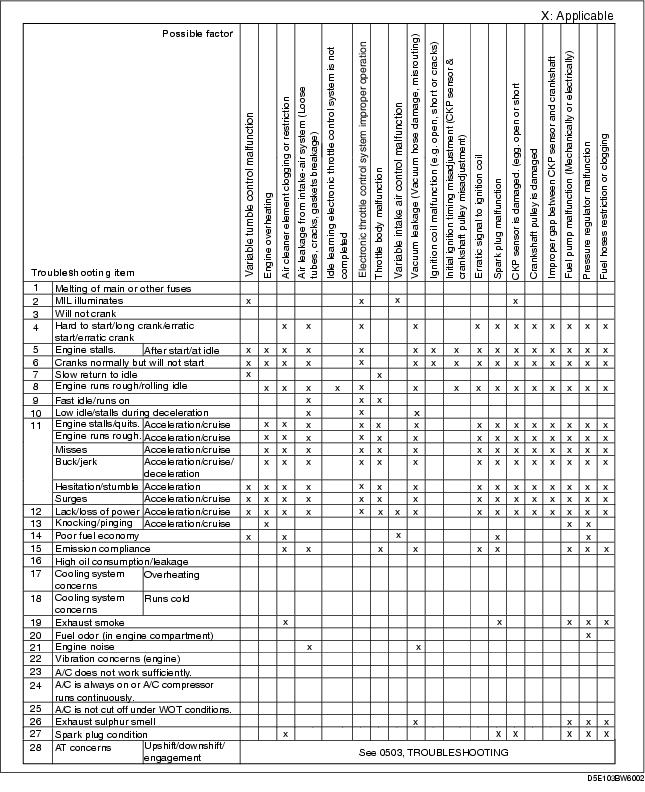 X: Applicable
Possible factor
Troubleshooting item
Variable tumble control malfunction
Engine overheating
Air cleaner element clogging or restriction
Air leakage from intake-air system (Loose
tubes, cracks, gaskets breakage)
Idle learning electronic throttle control system is not
completed
Electronic throttle control system improper operation
Throttle body malfunction
Variable intake air control malfunction
Vacuum leakage (Vacuum hose damage, misrouting)
Ignition coil malfunction (e.g. open, short or cracks)
Initial ignition timing misadjustment (CKP sensor &
crankshaft pulley misadjustment)
Erratic signal to ignition coil
Spark plug malfunction
CKP sensor is damaged. (egg. open or short
Crankshaft pulley is damaged
Improper gap between CKP sensor and crankshaft
Fuel pump malfunction (Mechanically or electrically)
Pressure regulator malfunction
Fuel hoses restriction or clogging
1 Melting of main or other fuses
2 MIL illuminates x x x x
3 Will not crank
4 Hard to start/long crank/erratic
start/erratic crank x x x x x x x x x x x x
5 Engine stalls. After start/at idle x x x x x x x x x x x x x x x x
6 Cranks normally but will not start x x x x x x x x x x x x x x x x
7 Slow return to idle x x
8 Engine runs rough/rolling idle x x x x x x x x x x x x x x x x
9 Fast idle/runs on x x x
10 Low idle/stalls during deceleration x x x
11 Engine stalls/quits. Acceleration/cruise x x x x x x x x x x x x x x
Engine runs rough. Acceleration/cruise x x x x x x x x x x x x x x
Misses Acceleration/cruise x x x x x x x x x x x x x x
Buck/jerk Acceleration/cruise/
deceleration x x x x x x x x x x x x x x
Hesitation/stumble Acceleration x x x x x x x x x x x x x x x
Surges Acceleration/cruise x x x x x x x x x x x x x x x
12 Lack/loss of power Acceleration/cruise x x x x x x x x x x x x x x x x
13 Knocking/pinging Acceleration/cruise x x x
14 Poor fuel economy x x x x x
15 Emission compliance x x x x x x x x x
16 High oil consumption/leakage
17 Cooling system
concerns Overheating
18 Cooling system
concerns Runs cold
19 Exhaust smoke x x x x x
20 Fuel odor (in engine compartment) x
21 Engine noise x x
22 Vibration concerns (engine)
23 A/C does not work sufficiently.
24 A/C is always on or A/C compressor
runs continuously.
25 A/C is not cut off under WOT conditions.
26 Exhaust sulphur smell x x x x
27 Spark plug condition x x x x x x
28 AT concerns Upshift/downshift/
engagement See 0503, TROUBLESHOOTING
D5E103BW6002